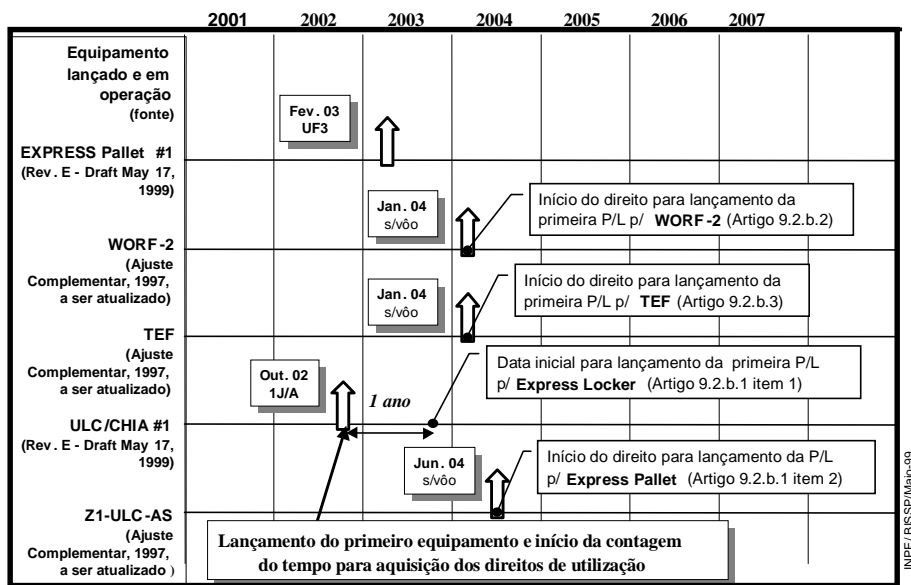 2001 2002 2003 2004 2005 2006 2007
Equipamento
lançado e em
operação
(fonte)
Fev. 03
UF3
EXPRESS Pallet #1
(Rev. E - Draft May 17,
1999)
Jan. 04
s/vôo
Início do direito para lançamento da
primeira P/L p/ WORF-2 (Artigo 9.2.b.2)
WORF-2
(Ajuste
Complementar, 1997,
a ser atualizado)
Jan. 04
s/vôo
Início do direito para lançamento da
primeira P/L p/ TEF (Artigo 9.2.b.3)
TEF
(Ajuste
Complementar, 1997,
a ser atualizado)
Out. 02
1J/A
1 ano
Data inicial para lançamento da primeira P/L
p/ Express Locker (Artigo 9.2.b.1 item 1)
ULC/CHIA #1
(Rev. E - Draft May 17,
1999)
Jun. 04
s/vôo
Início do direito para lançamento da P/L
p/ Express Pallet (Artigo 9.2.b.1 item 2)
Z1-ULC-AS
(Ajuste
Complementar, 1997,
a ser atualizado )
Lançamento do primeiro equipamento e início da contagem
do tempo para aquisição dos direitos de utilização
INPE / BISSP/Maio-99